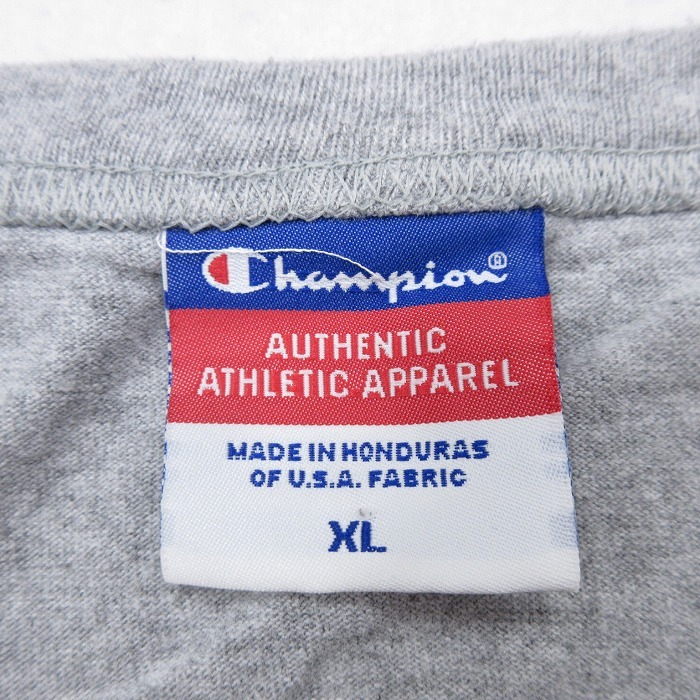 Champion®
AUTHENTIC
ATHLETIC APPAREL
MADE IN HONDURAS
OF U.S.A. FABRIC
XL